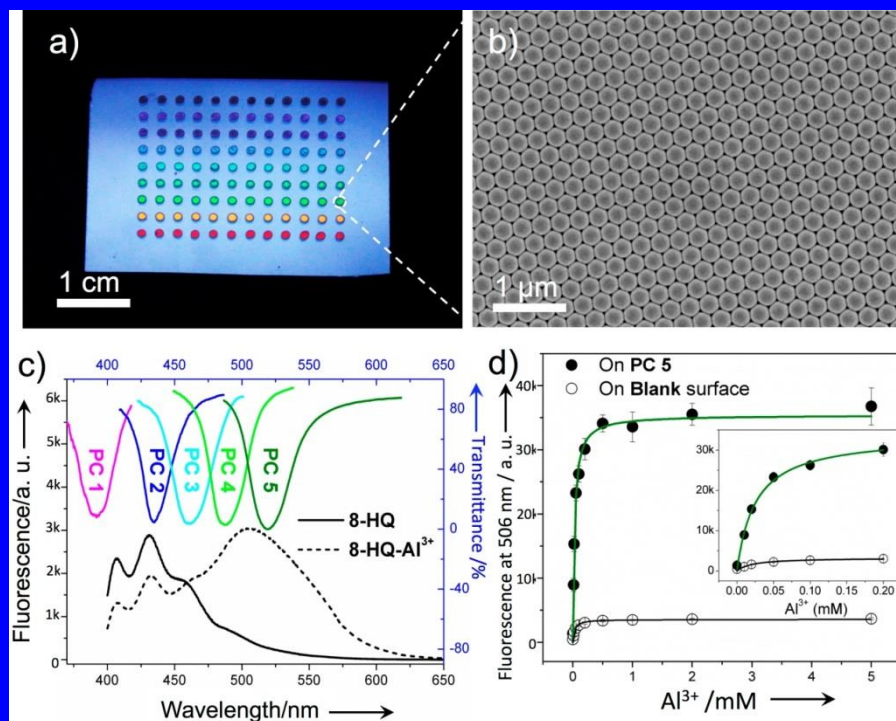 a)
1 cm
b)
1 µm
c)
400 450 500 550 600 650
6k
5k
4k
3k
2k
1k
0
Fluorescence/a. u.
PC 1
PC 2
PC 3
PC 4
PC 5
8-HQ
8-HQ-Al³⁺
80
40
0
-40
-80
Transmittance /%
400 450 500 550 600 650
Wavelength/nm
d)
On PC 5
On Blank surface
Fluorescence at 506 nm / a. u.
40k
35k
30k
25k
20k
15k
10k
5k
0
0 1 2 3 4 5
Al³⁺ /mM
30k
20k
10k
0
0.00 0.05 0.10 0.15 0.20
Al³⁺ (mM)